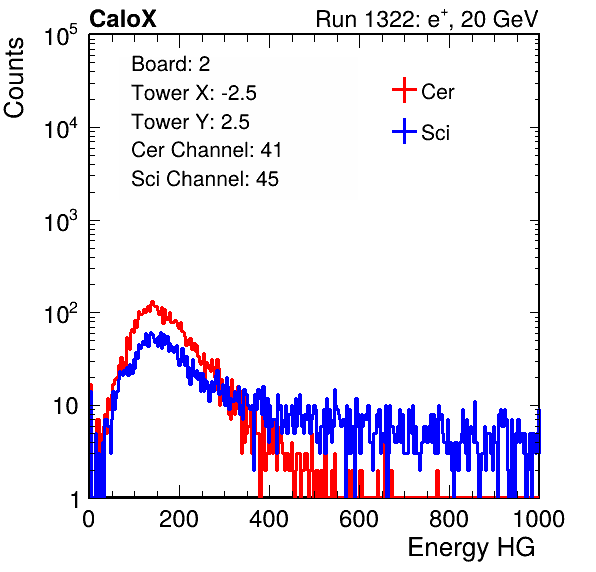 CaloX Run 1322: e⁺, 20 GeV
Counts
Board: 2
Tower X: -2.5
Tower Y: 2.5
Cer Channel: 41
Sci Channel: 45
Cer
Sci
10⁵
10⁴
10³
10²
10
1
0 200 400 600 800 1000
Energy HG